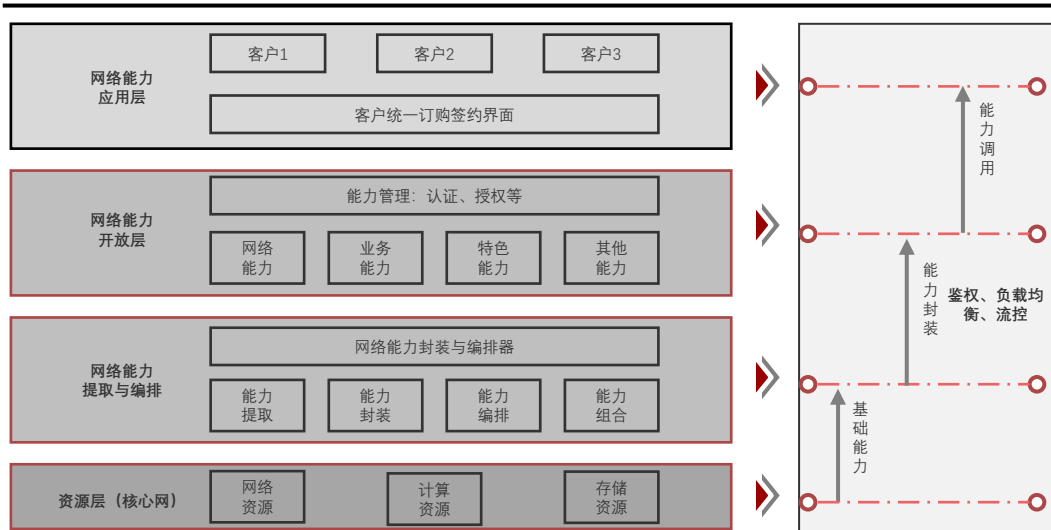 网络能力
应用层
客户1
客户2
客户3
客户统一订购签约界面
网络能力
开放层
能力管理：认证、授权等
网络
能力
业务
能力
特色
能力
其他
能力
网络能力
提取与编排
网络能力封装与编排器
能力
提取
能力
封装
能力
编排
能力
组合
资源层（核心网）
网络
资源
计算
资源
存储
资源
能
力
调
用
能
力
封
装
鉴权、负载均
衡、流控
基
础
能
力